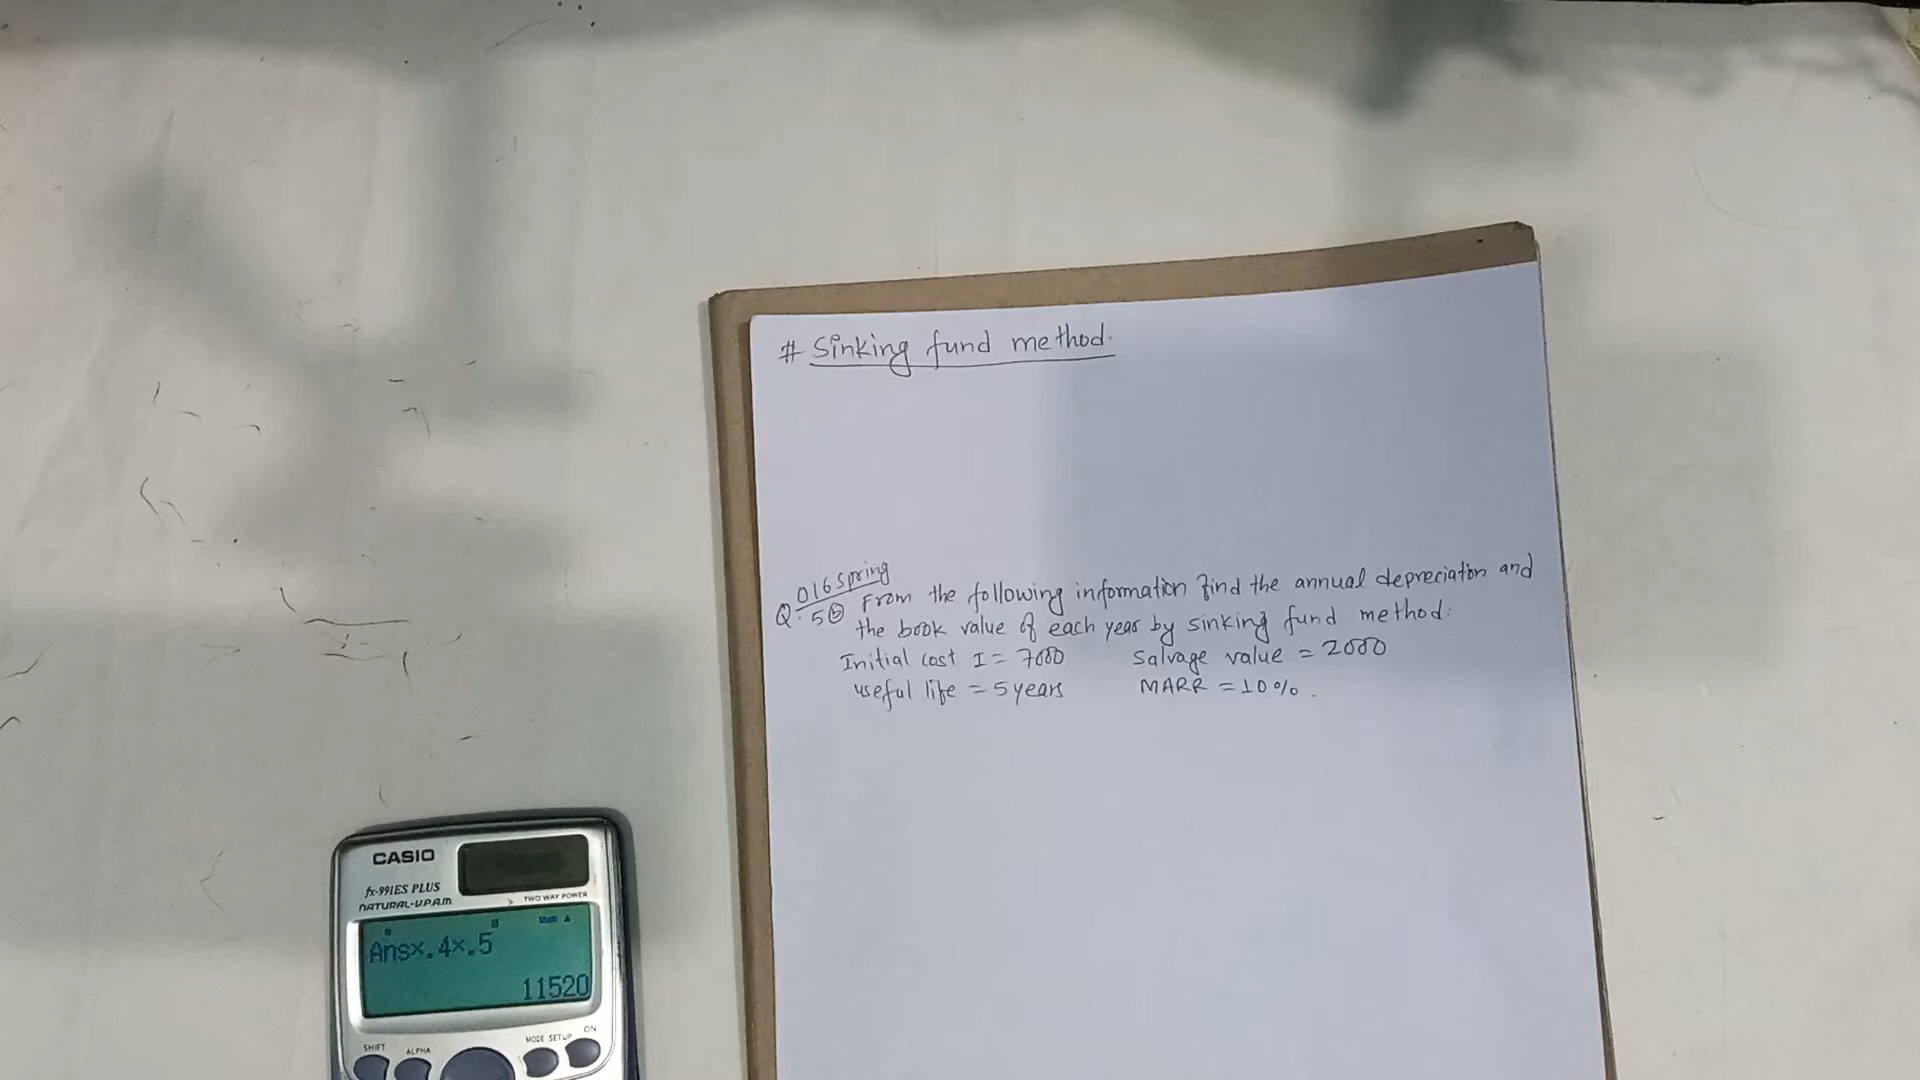 # Sinking fund method.
016 spring
Q. 5 ⓑ From the following information find the annual depreciation and
the book value of each year by sinking fund method:
Initial cost I = 7000 Salvage value = 2000
useful life = 5 years MARR = 10%.
CASIO
fx-991ES PLUS
NATURAL-V.P.A.M.
TWO WAY POWER
Math ▲
Ans×.4×.5
11520
SHIFT ALPHA MODE SETUP ON